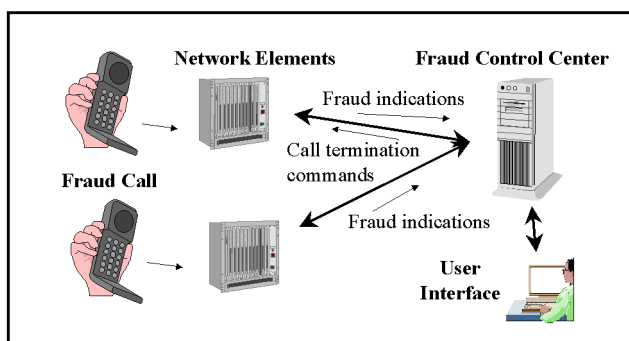 Network Elements
Fraud Control Center
Fraud indications
Call termination
commands
Fraud Call
Fraud indications
User
Interface